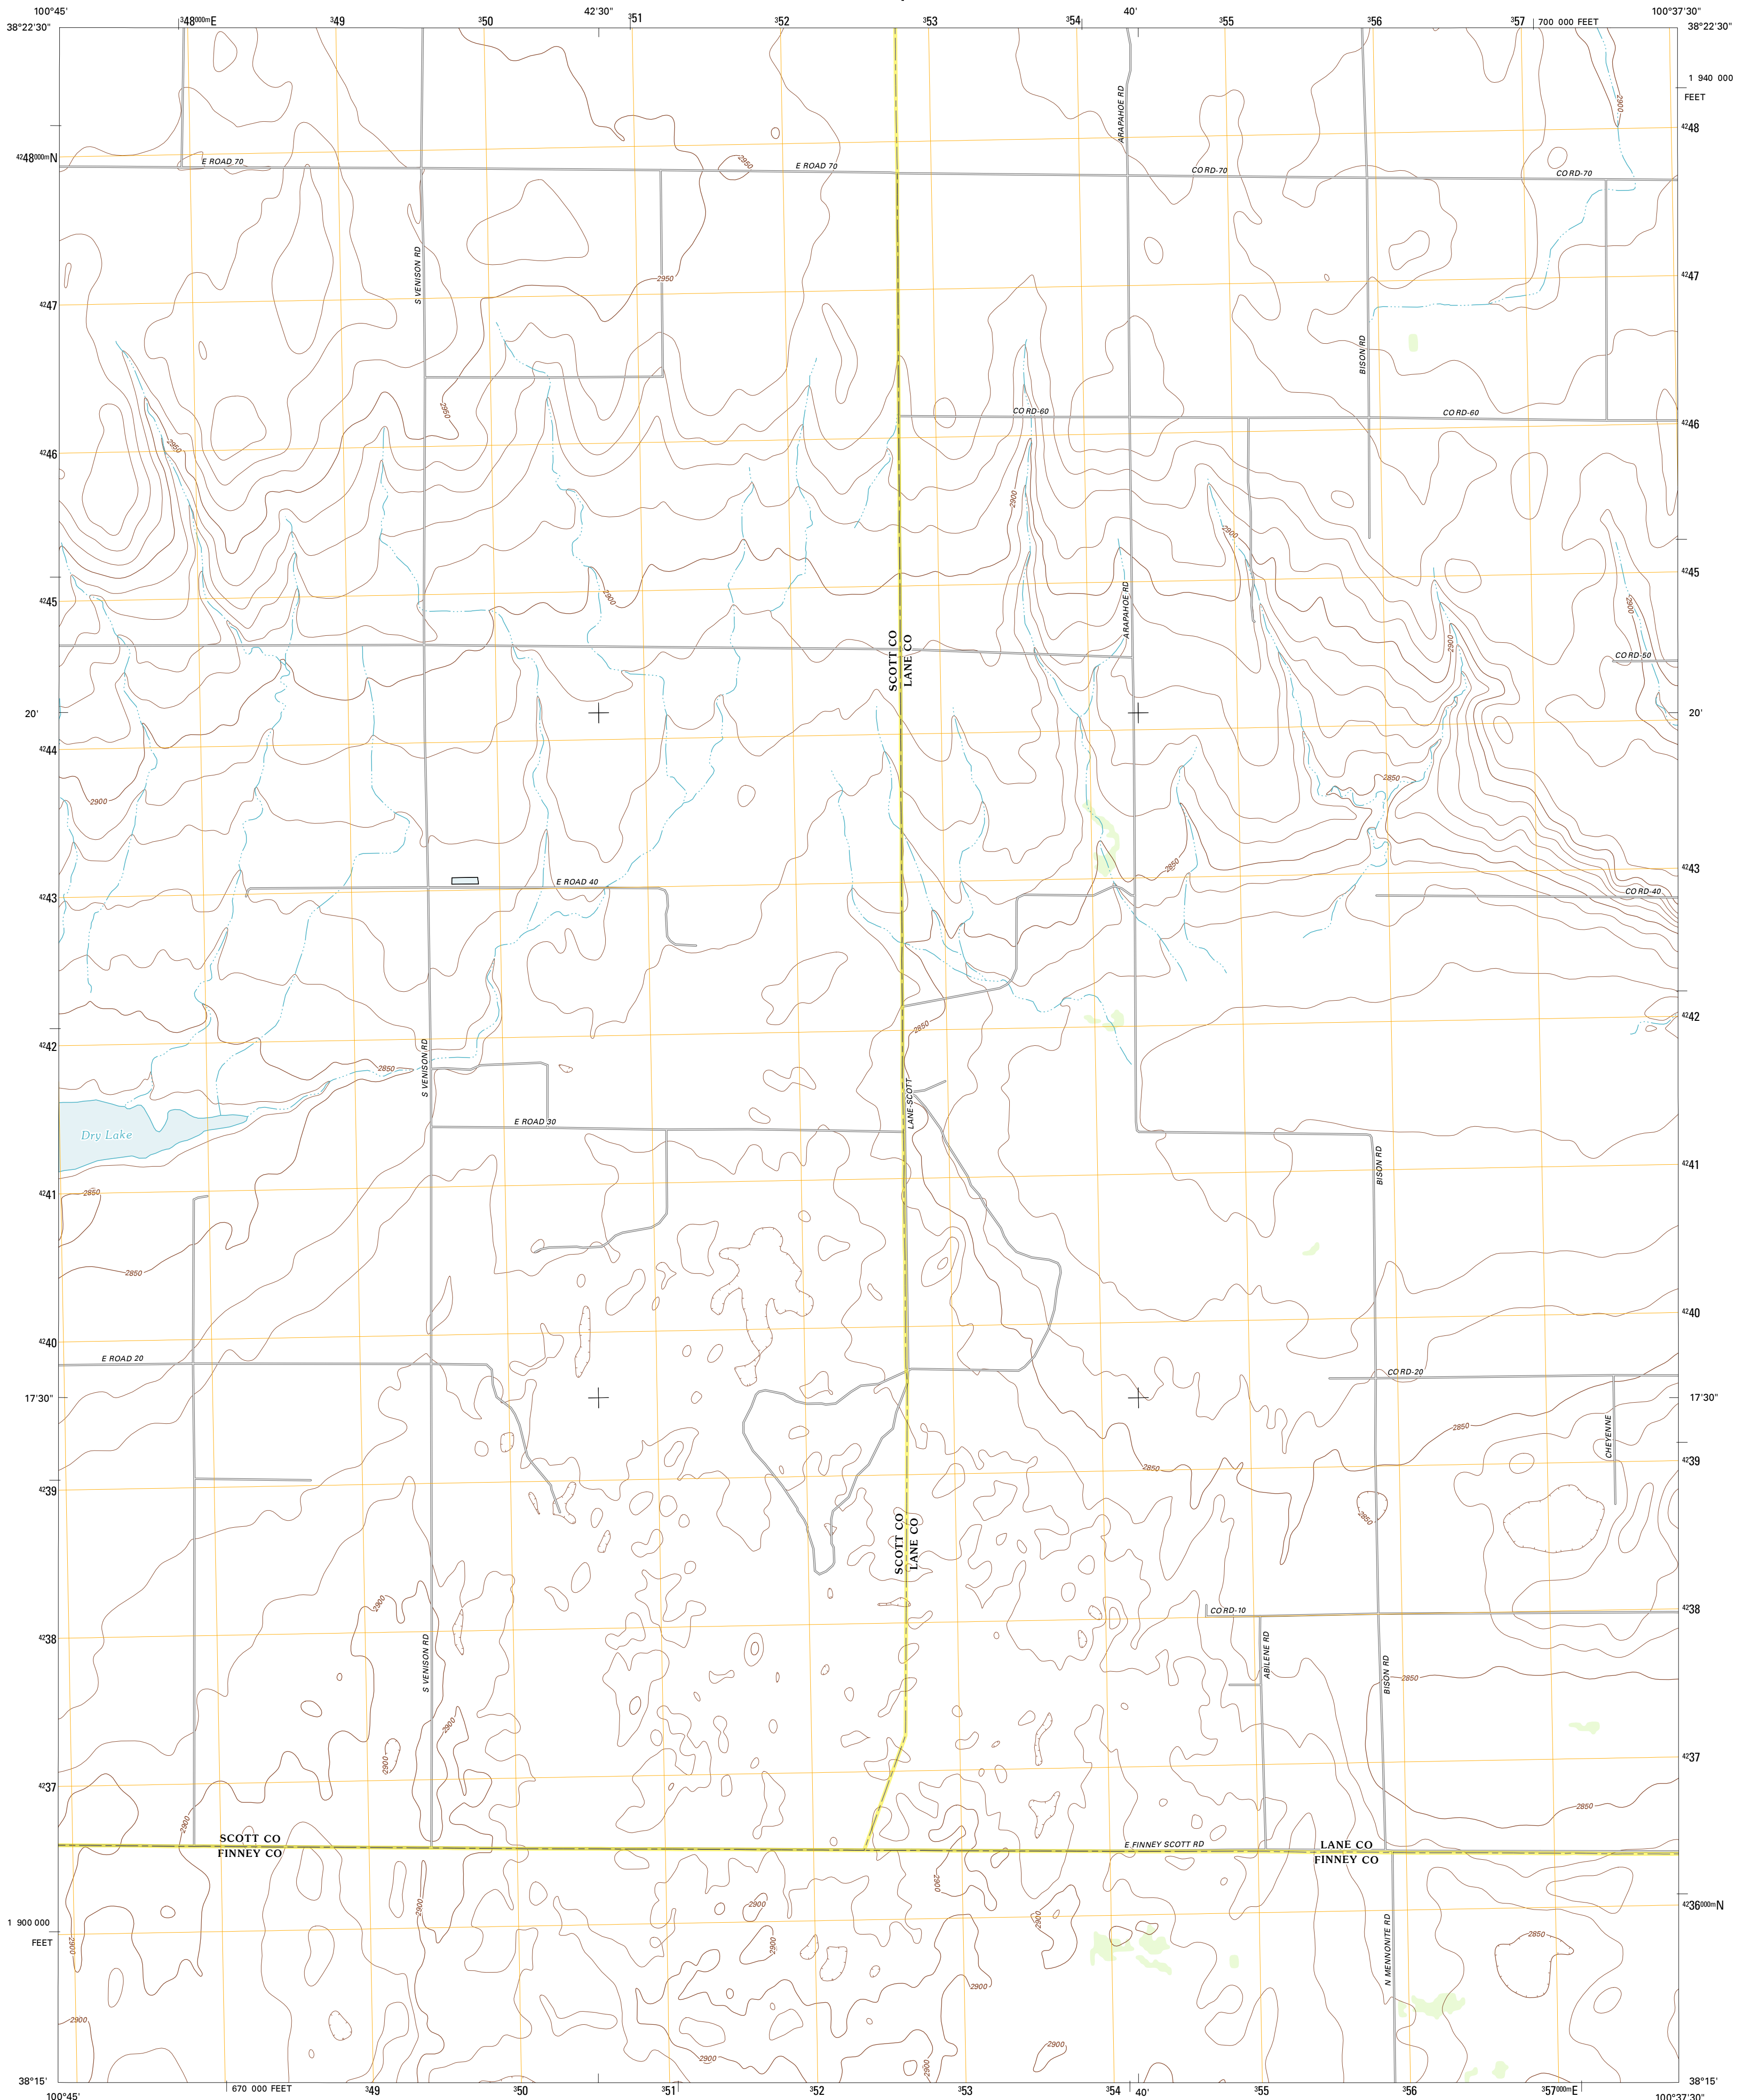 100°45'
³48000mE
³49
³50
42'30"
³51
³52
³53
³54
40'
³55
³56
³57
700 000 FEET
100°37'30"
38°22'30"
38°22'30"
1 940 000
FEET
2900
ARAPAHOE RD
⁴²48
⁴²48000mN
E ROAD 70
2950
E ROAD 70
CO RD-70
CO RD-70
S VENISON RD
2950
⁴²47
⁴²47
BISON RD
2950
CO RD-60
CO RD-60
⁴²46
2950
⁴²46
2900
2900
⁴²45
2900
ARAPAHOE RD
2900
⁴²45
SCOTT CO
LANE CO
2900
CO RD-50
20'
20'
⁴²44
⁴²44
2900
2850
2850
⁴²43
E ROAD 40
CO RD-40
⁴²43
⁴²42
2850
⁴²42
2850
S VENISON RD
LANE-SCOTT
Dry Lake
E ROAD 30
BISON RD
⁴²41
2850
⁴²41
2850
⁴²40
⁴²40
E ROAD 20
CO RD-20
17'30"
17'30"
2850
CHEYENNE
2850
⁴²39
⁴²39
2850
SCOTT CO
LANE CO
2900
CO RD-10
⁴²38
⁴²38
S VENISON RD
ABILENE RD
BISON RD
2850
2900
2900
⁴²37
⁴²37
2900
2850
SCOTT CO
FINNEY CO
E FINNEY SCOTT RD
LANE CO
FINNEY CO
2900
2900
2900
2900
⁴²36000mN
1 900 000
FEET
2900
2900
N MENNONITE RD
2850
2900
2900
2900
2900
2900
38°15'
38°15'
100°45'
670 000 FEET
³49
³50
³51
³52
³53
³54
40'
³55
³56
³57000mE
100°37'30"